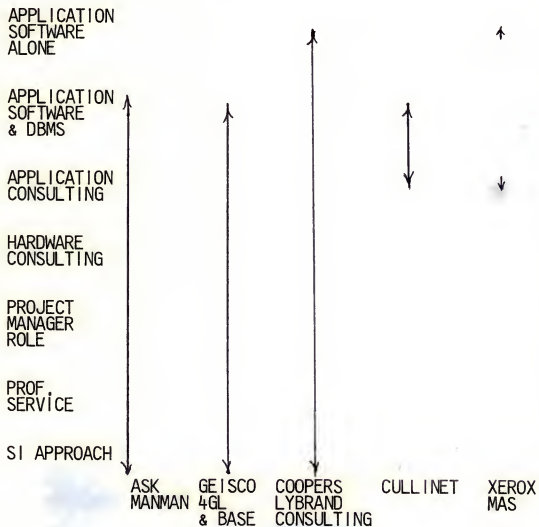 APPLICATION
SOFTWARE
ALONE
APPLICATION
SOFTWARE
& DBMS
APPLICATION
CONSULTING
HARDWARE
CONSULTING
PROJECT
MANAGER
ROLE
PROF.
SERVICE
SI APPROACH
ASK GEISCO COOPERS CULLINET XEROX
MANMAN 4GL LYBRAND MAS
& BASE CONSULTING